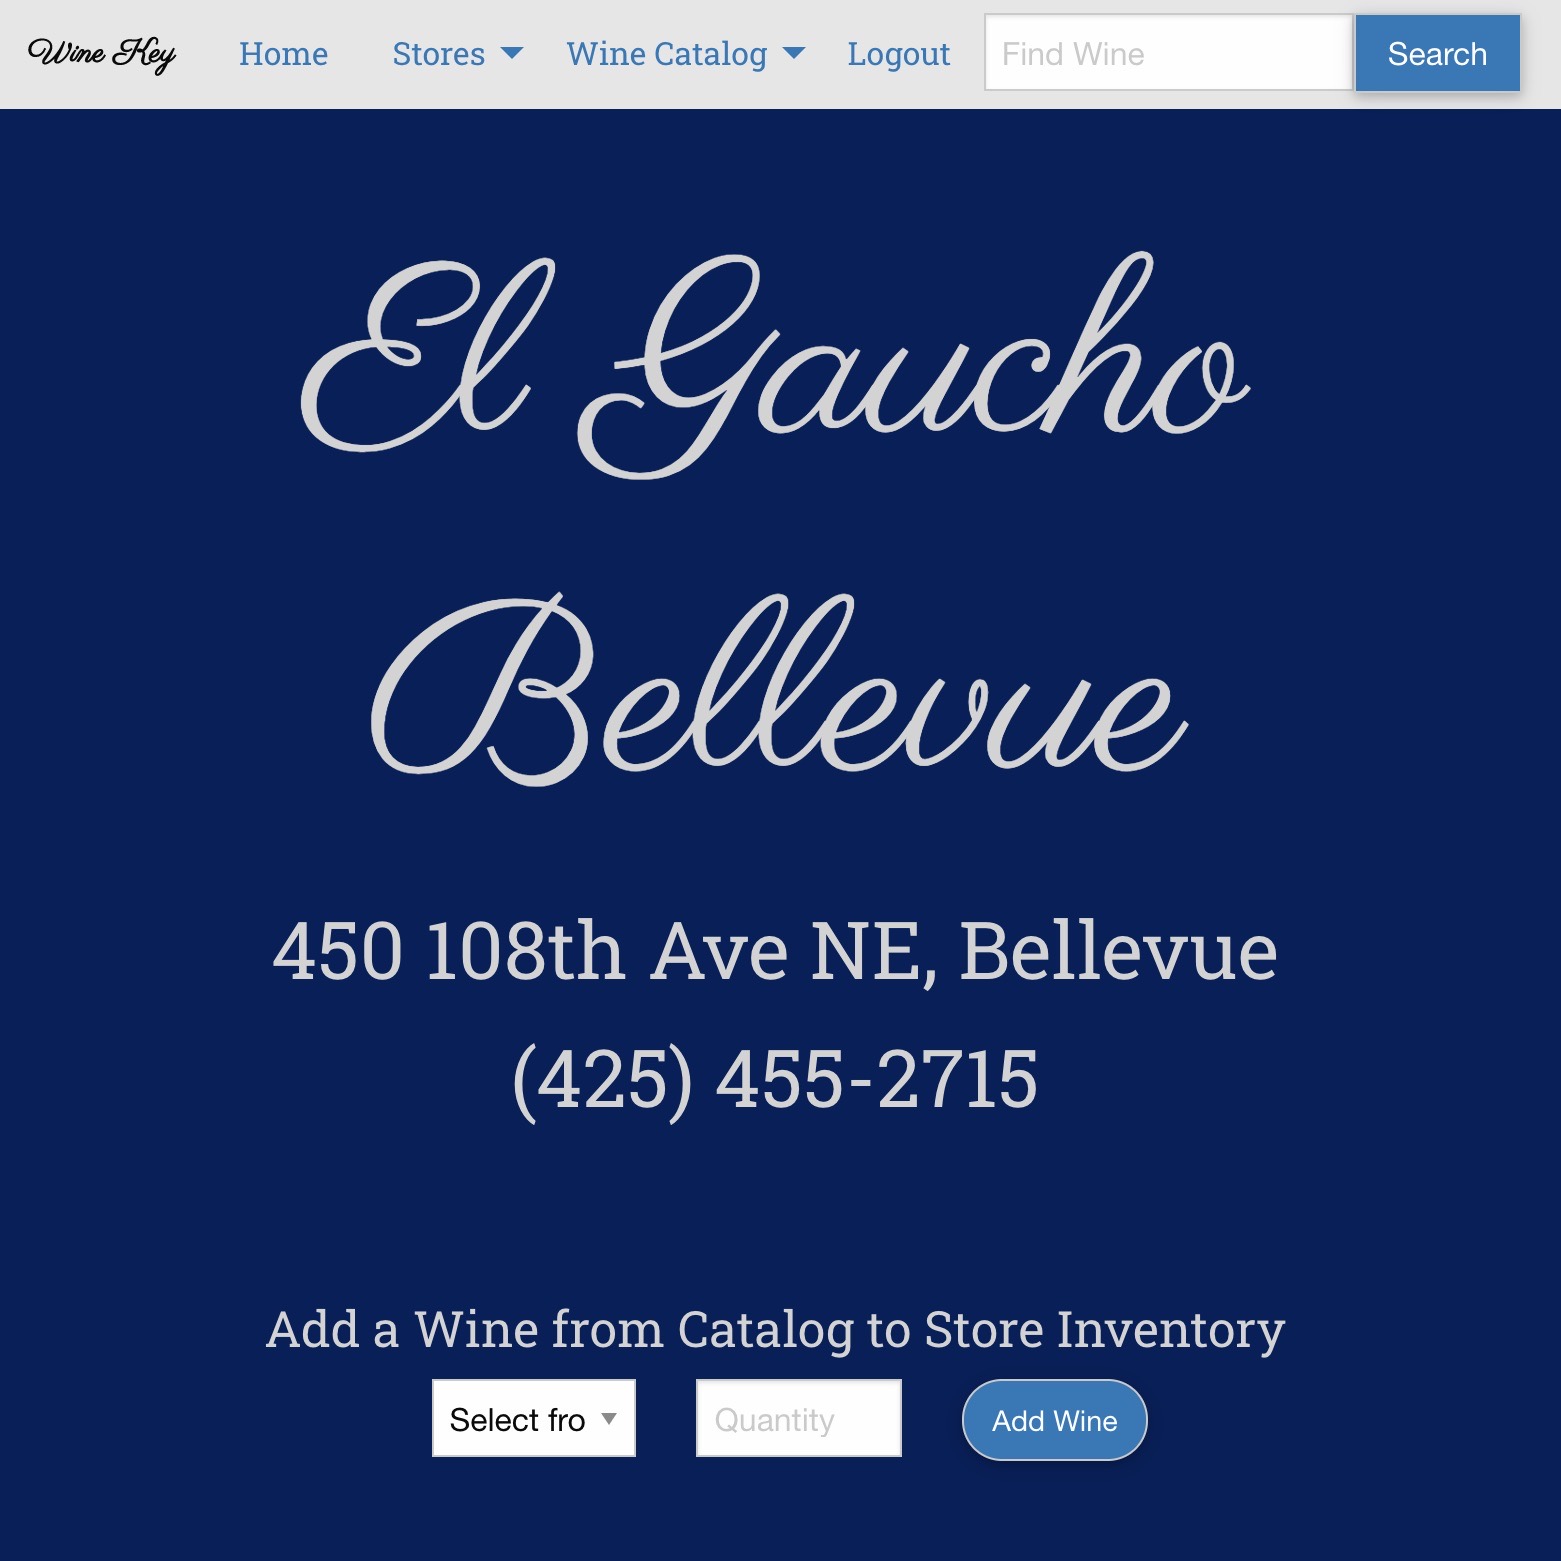 Wine Key Home Stores Wine Catalog Logout Find Wine Search
El Gaucho
Bellevue
450 108th Ave NE, Bellevue
(425) 455-2715
Add a Wine from Catalog to Store Inventory
Select fro Quantity Add Wine